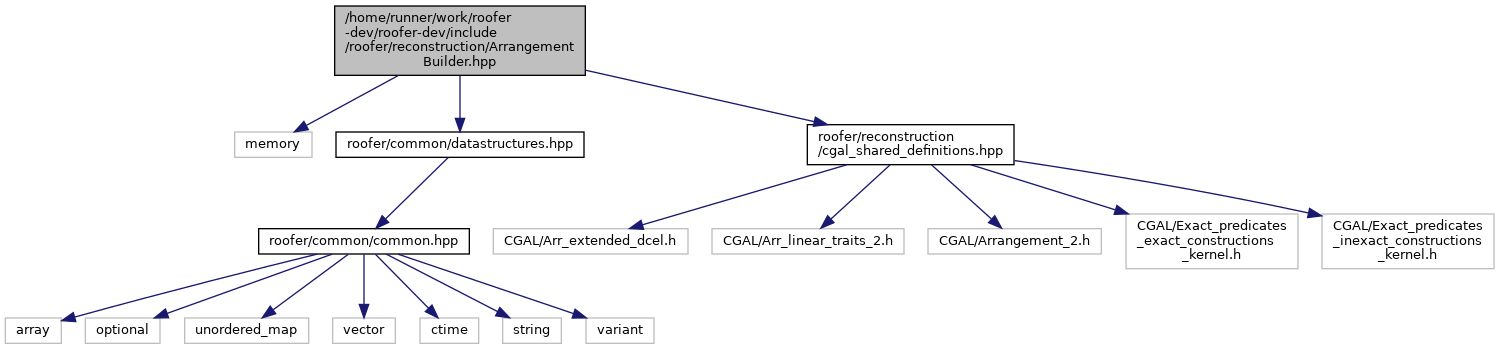 /home/runner/work/roofer
-dev/roofer-dev/include
/roofer/reconstruction/Arrangement
Builder.hpp
memory
roofer/common/datastructures.hpp
roofer/reconstruction
/cgal_shared_definitions.hpp
roofer/common/common.hpp
CGAL/Arr_extended_dcel.h
CGAL/Arr_linear_traits_2.h
CGAL/Arrangement_2.h
CGAL/Exact_predicates
_exact_constructions
_kernel.h
CGAL/Exact_predicates
_inexact_constructions
_kernel.h
array
optional
unordered_map
vector
ctime
string
variant